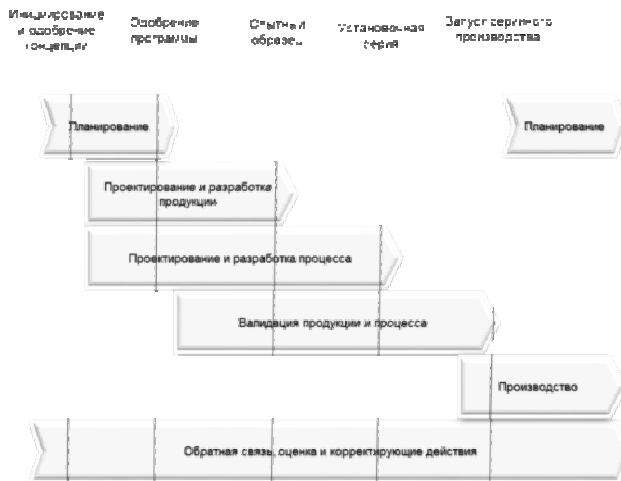 Инициирование
и одобрение
концепции
Одобрение
программы
Опытный
образец
Установочная
серия
Запуск серийного
производства
Планирование
Планирование
Проектирование и разработка
продукции
Проектирование и разработка процесса
Валидация продукции и процесса
Производство
Обратная связь, оценка и корректирующие действия